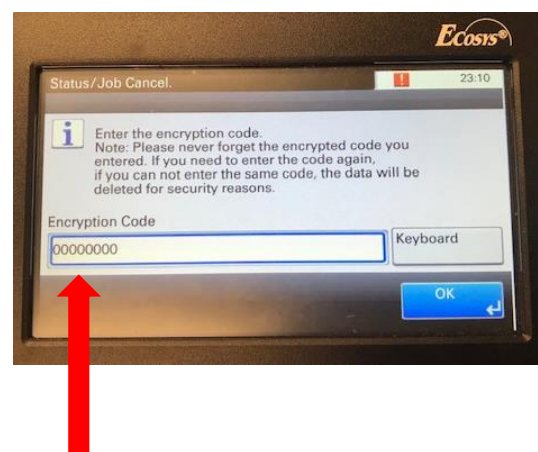 Ecosys®
Status/Job Cancel.
!
23:10
i
Enter the encryption code.
Note: Please never forget the encrypted code you
entered. If you need to enter the code again,
if you can not enter the same code, the data will be
deleted for security reasons.
Encryption Code
00000000
Keyboard
OK